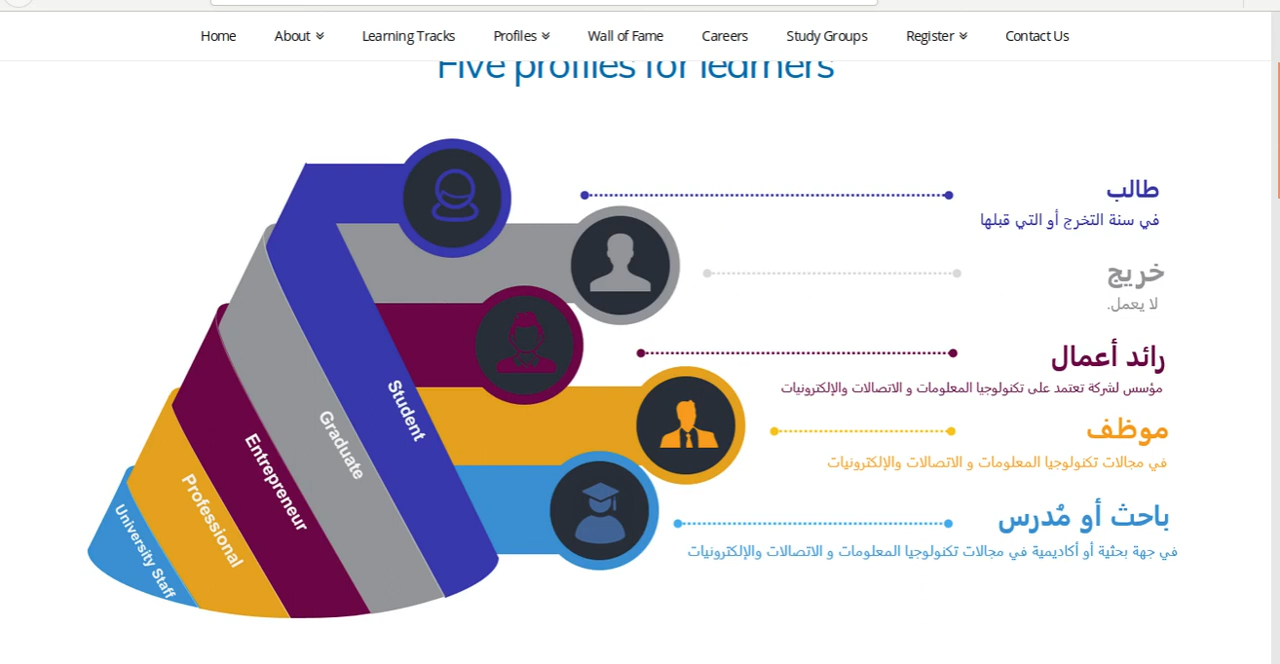 Home About Learning Tracks Profiles Wall of Fame Careers Study Groups Register Contact Us
Five profiles for learners
طالب
في سنة التخرج أو التي قبلها
خريج
لا يعمل.
رائد أعمال
مؤسس لشركة تعتمد على تكنولوجيا المعلومات و الاتصالات والإلكترونيات
موظف
في مجالات تكنولوجيا المعلومات و الاتصالات والإلكترونيات
باحث أو مُدرس
في جهة بحثية أو أكاديمية في مجالات تكنولوجيا المعلومات و الاتصالات والإلكترونيات
Student
Graduate
Entrepreneur
Professional
University Staff